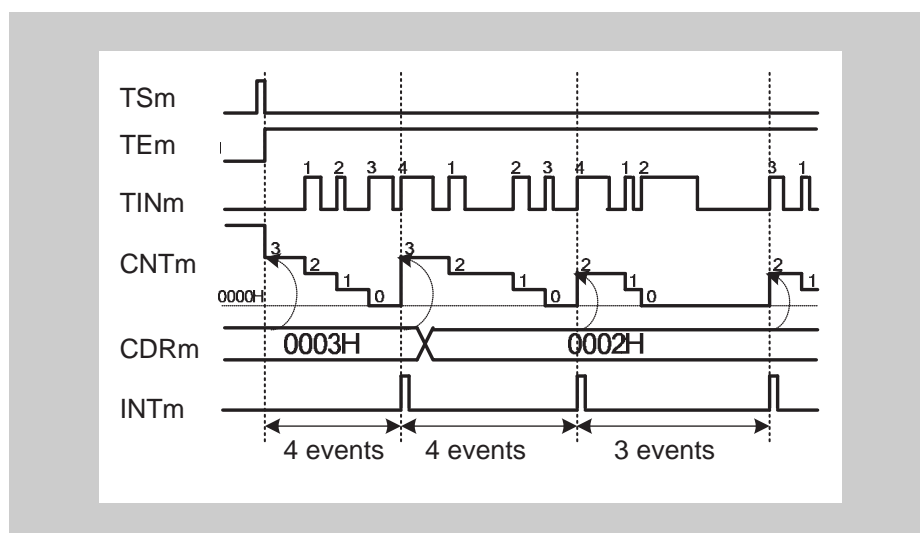 TSm
TEm
1 2 3 4 1 2 3 4 1 2 3 1
TINm
3 2 1 0 3 2 1 0 2 1 0 2 1
CNTm
0000H
CDRm 0003H 0002H
INTm
4 events 4 events 3 events